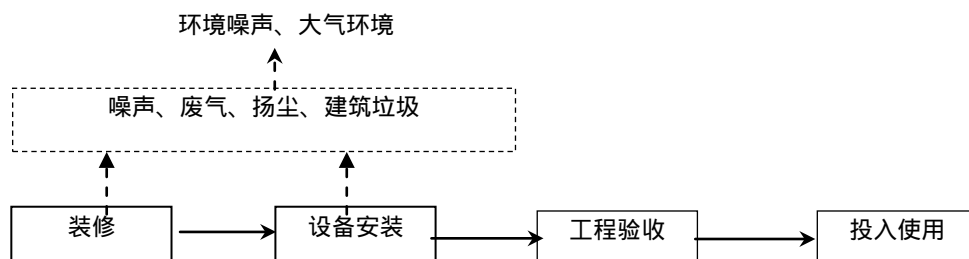 环境噪声、大气环境
噪声、废气、扬尘、建筑垃圾
装修
设备安装
工程验收
投入使用